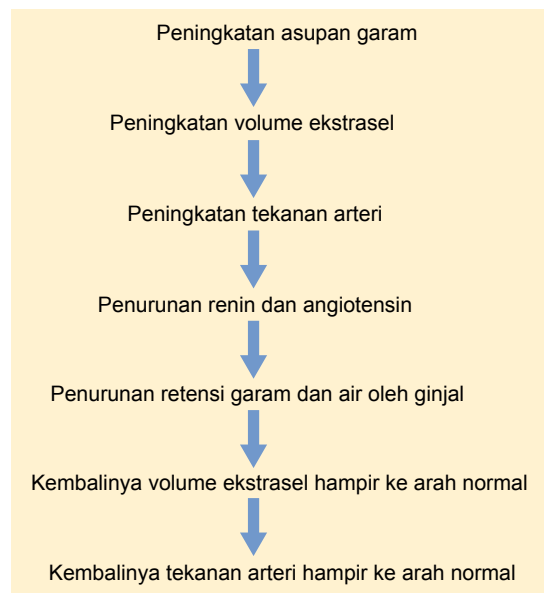 Peningkatan asupan garam
Peningkatan volume ekstrasel
Peningkatan tekanan arteri
Penurunan renin dan angiotensin
Penurunan retensi garam dan air oleh ginjal
Kembalinya volume ekstrasel hampir ke arah normal
Kembalinya tekanan arteri hampir ke arah normal